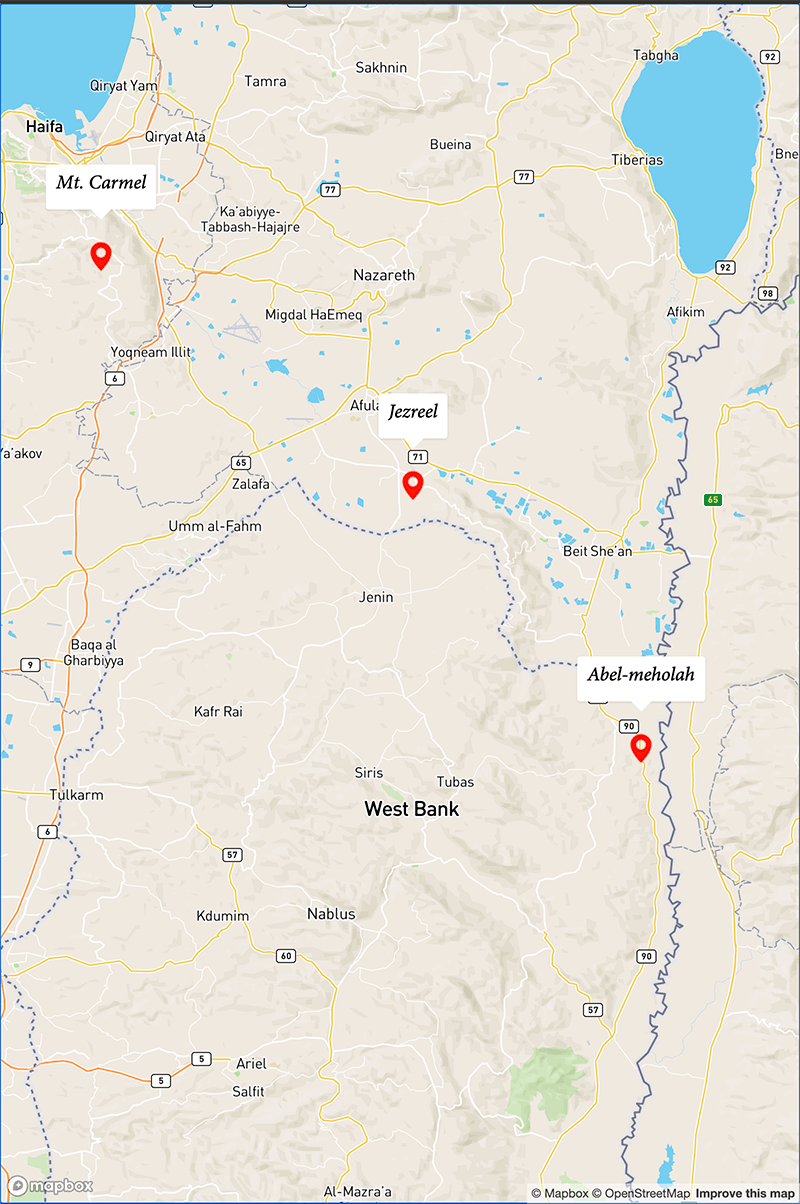 Tabgha
92
Sakhnin
Tamra
Qiryat Yam
Haifa
Qiryat Ata
Bueina
Tiberias
Bne
77
77
Mt. Carmel
Ka'abiyye-
Tabbash-Hajajre
Nazareth
92
98
Migdal HaEmeq
Afikim
Yoqneam Illit
6
Afula
Jezreel
Ya'akov
71
65
Zalafa
65
Umm al-Fahm
Beit She'an
Jenin
Baqa al
Gharbiyya
9
Abel-meholah
Kafr Rai
90
Siris
Tubas
Tulkarm
West Bank
6
57
Kdumim
Nablus
60
90
57
5
Ariel
5
Salfit
mapbox
Al-Mazra'a
© Mapbox © OpenStreetMap Improve this map